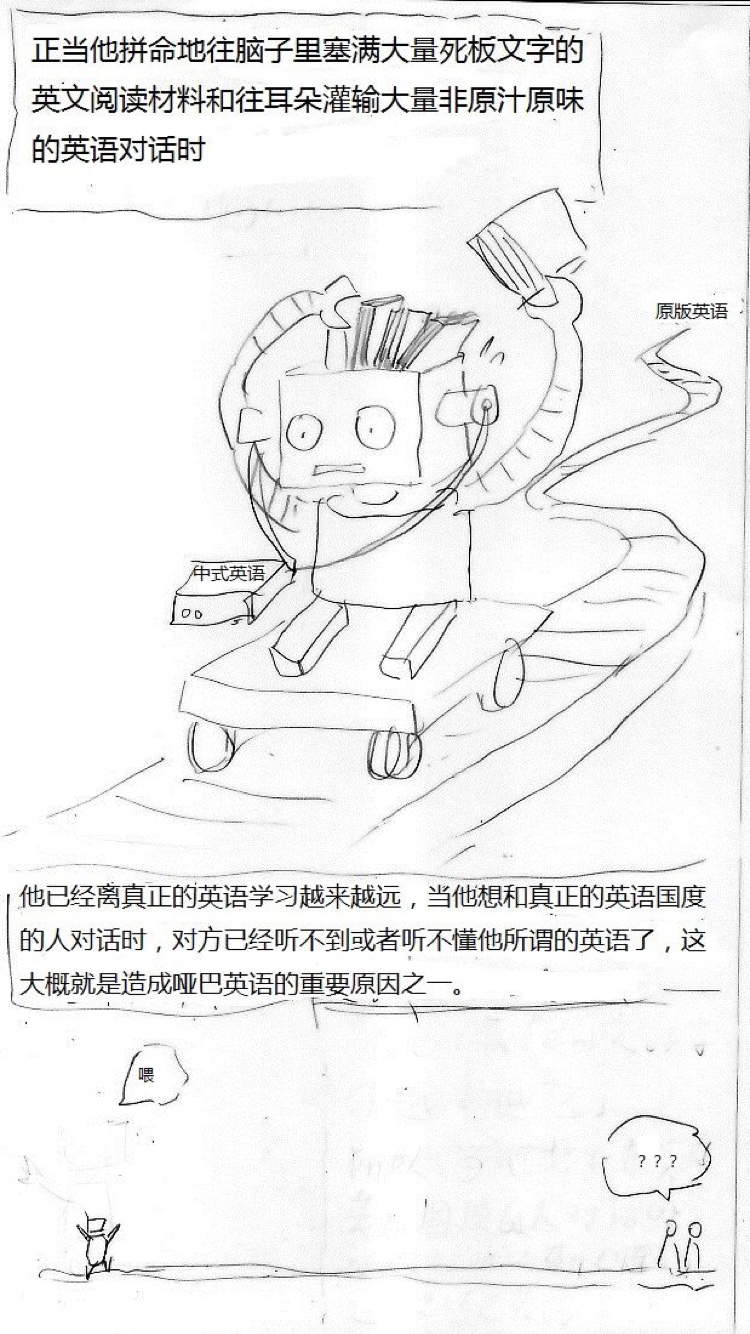 正当他拼命地往脑子里塞满大量死板文字的
英文阅读材料和往耳朵灌输大量非原汁原味
的英语对话时
原版英语
中式英语
他已经离真正的英语学习越来越远，当他想和真正的英语国度
的人对话时，对方已经听不到或者听不懂他所谓的英语了，这
大概就是造成哑巴英语的重要原因之一。
喂
？？？